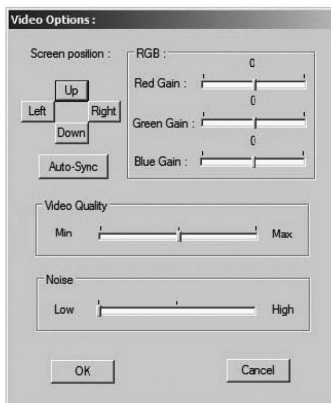 Video Options :
Screen position :
Up
Left
Right
Down
Auto-Sync
RGB :
0
Red Gain :
0
Green Gain :
0
Blue Gain :
Video Quality
Min
Max
Noise
Low
High
OK
Cancel